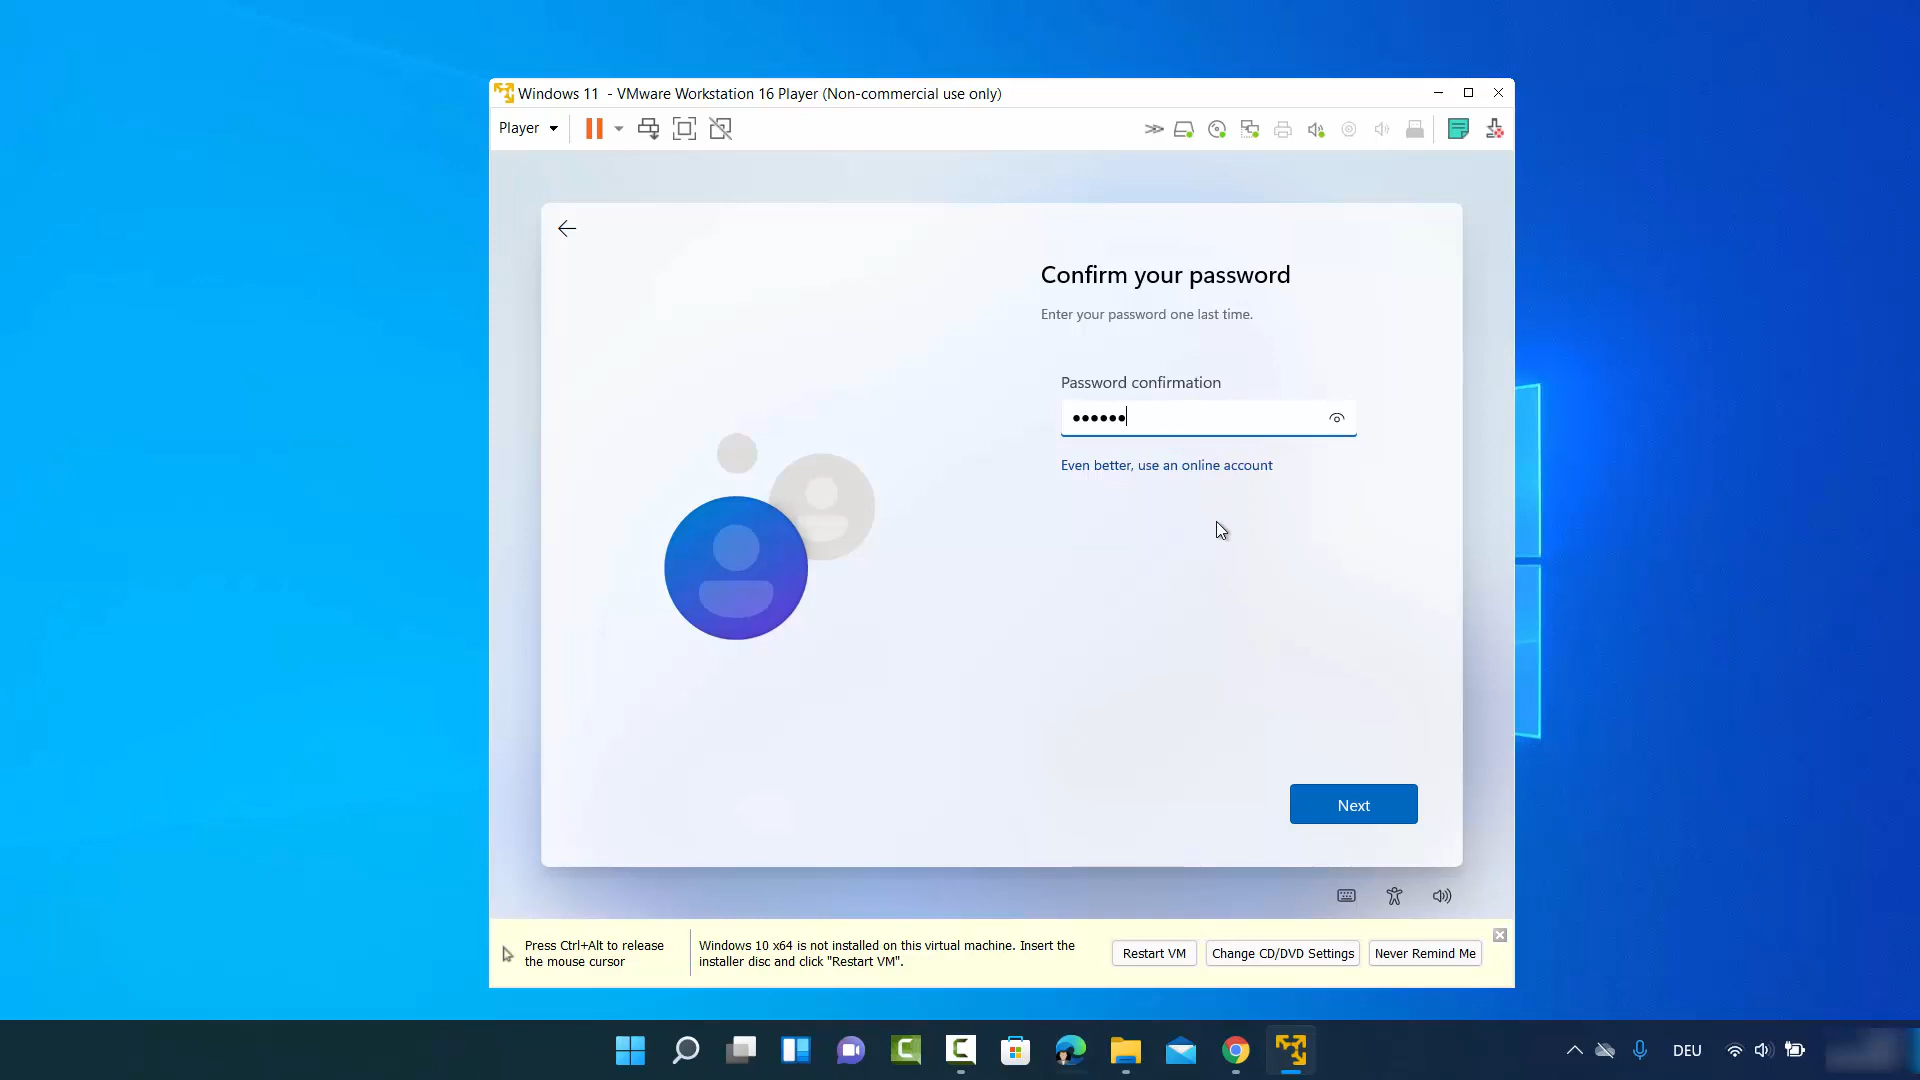 Windows 11 - VMware Workstation 16 Player (Non-commercial use only)
Player
Confirm your password
Enter your password one last time.
Password confirmation
••••••
Even better, use an online account
Next
Press Ctrl+Alt to release
the mouse cursor
Windows 10 x64 is not installed on this virtual machine. Insert the
installer disc and click "Restart VM".
Restart VM
Change CD/DVD Settings
Never Remind Me
DEU